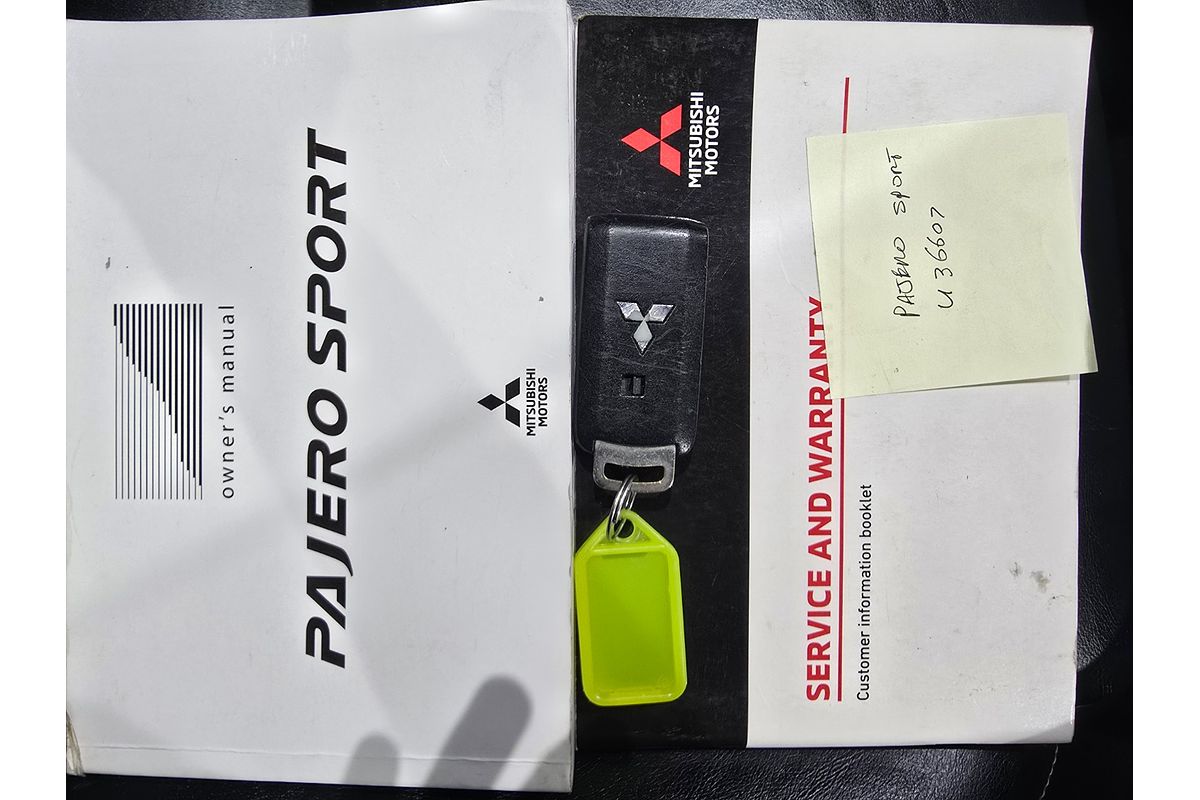 owner's manual
PAJERO SPORT
MITSUBISHI
MOTORS
MITSUBISHI
MOTORS
SERVICE AND WARRANTY
Customer information booklet
PAJERO SPORT
U36607